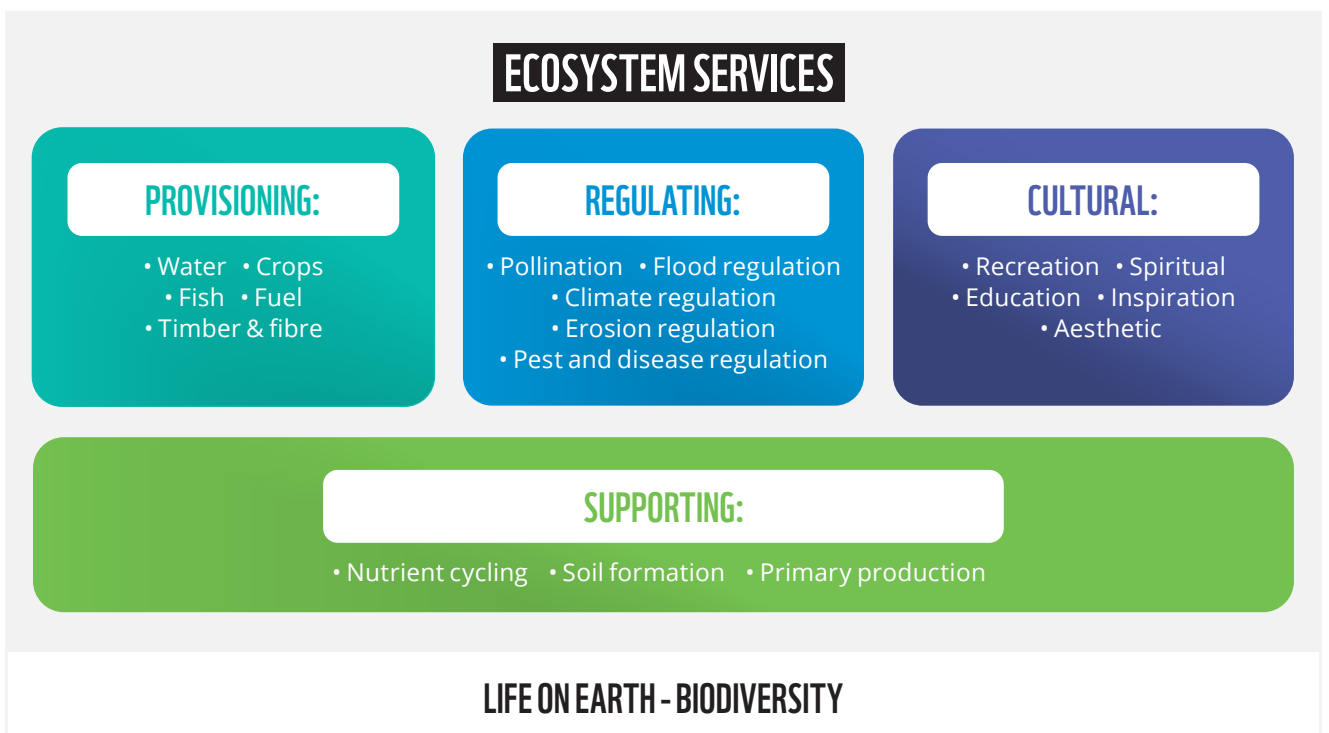 ECOSYSTEM SERVICES
PROVISIONING:
• Water • Crops
• Fish • Fuel
• Timber & fibre
REGULATING:
• Pollination • Flood regulation
• Climate regulation
• Erosion regulation
• Pest and disease regulation
CULTURAL:
• Recreation • Spiritual
• Education • Inspiration
• Aesthetic
SUPPORTING:
• Nutrient cycling • Soil formation • Primary production
LIFE ON EARTH - BIODIVERSITY